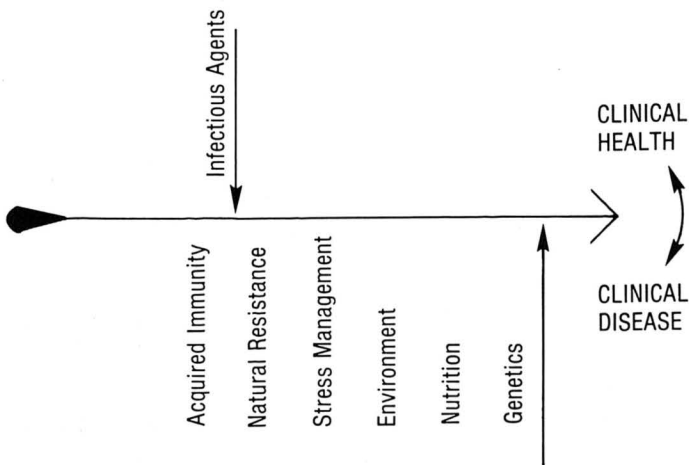 Infectious Agents
CLINICAL
HEALTH
Acquired Immunity
Natural Resistance
Stress Management
Environment
Nutrition
Genetics
CLINICAL
DISEASE